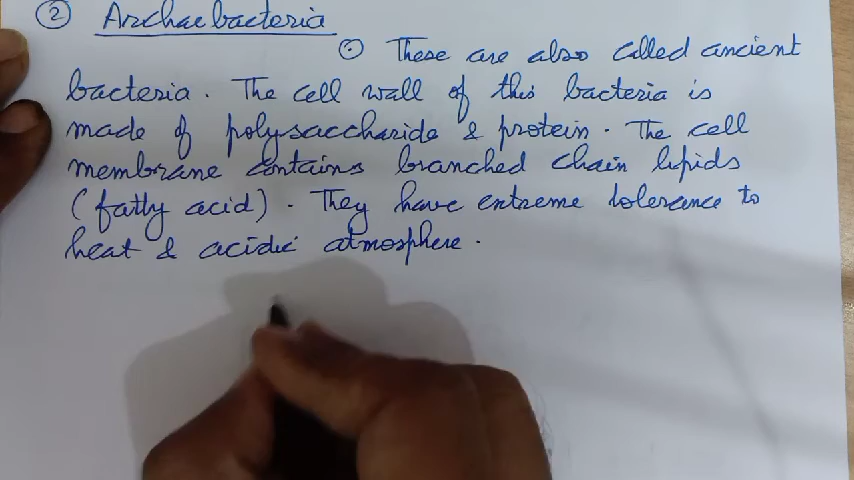 ② Archaebacteria
⊙ These are also called ancient
bacteria. The cell wall of this bacteria is
made of polysaccharide & protein. The cell
membrane contains branched chain lipids
(fatty acid). They have extreme tolerance to
heat & acidic atmosphere.